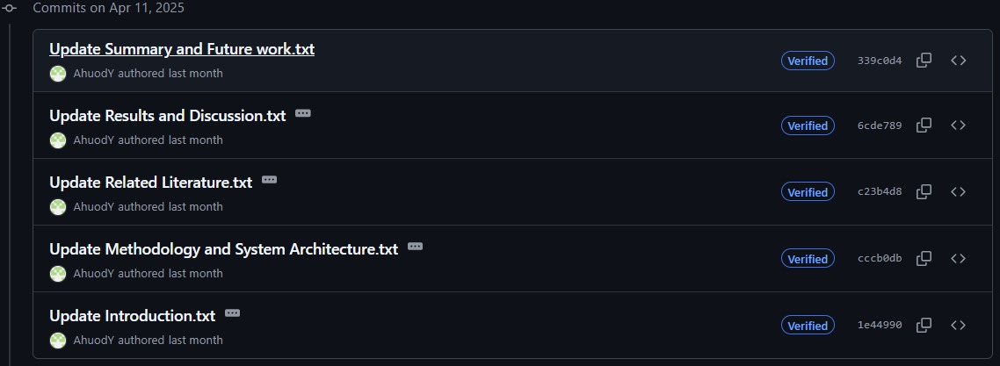 Commits on Apr 11, 2025
Update Summary and Future work.txt
AhuodY authored last month
Verified
339c0d4
Update Results and Discussion.txt
AhuodY authored last month
Verified
6cde789
Update Related Literature.txt
AhuodY authored last month
Verified
c23b4d8
Update Methodology and System Architecture.txt
AhuodY authored last month
Verified
cccb0db
Update Introduction.txt
AhuodY authored last month
Verified
1e44990